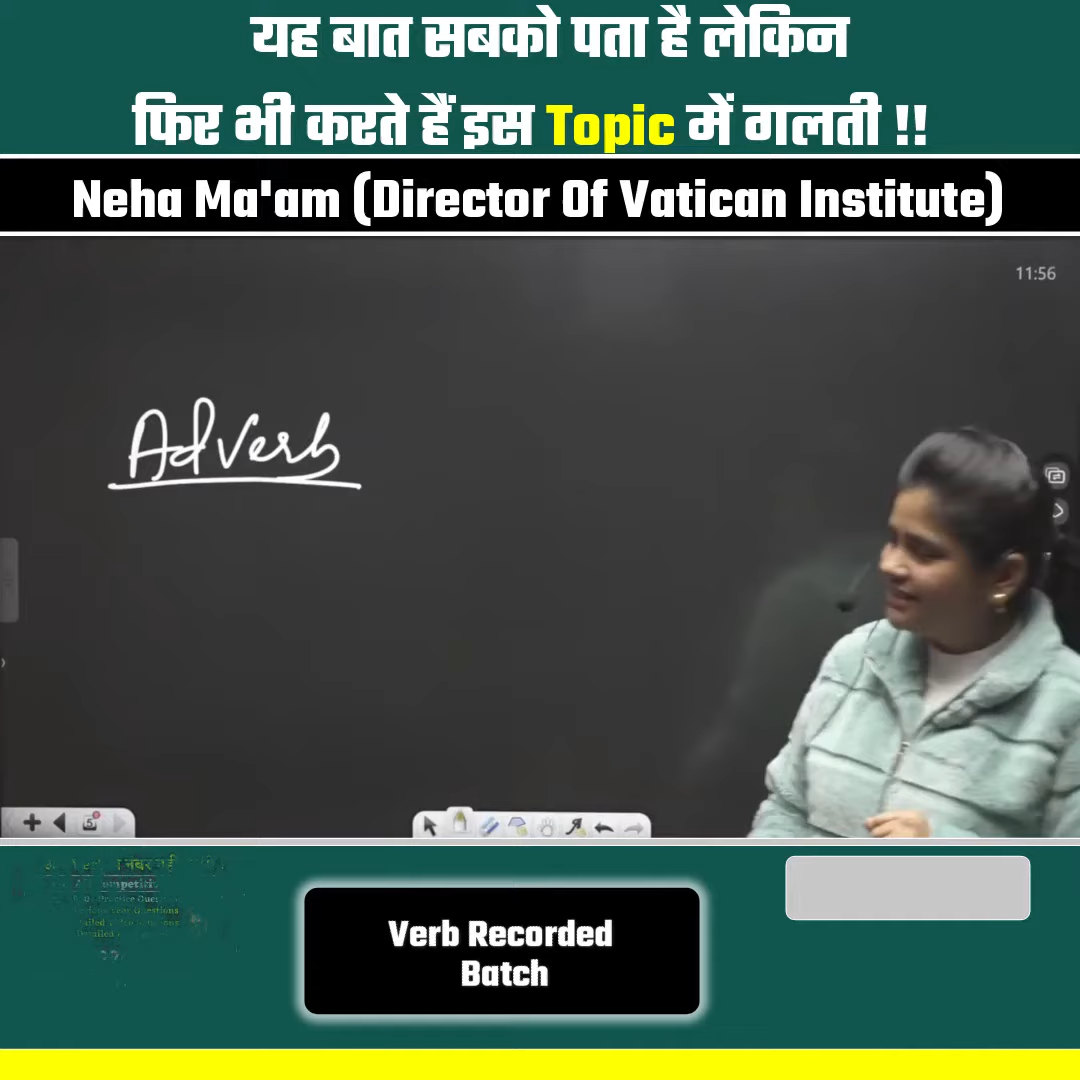 यह बात सबको पता है लेकिन
फिर भी करते हैं इस Topic में गलती !!
Neha Ma'am (Director Of Vatican Institute)
11:56
Adverb
5
Verb Recorded
Batch